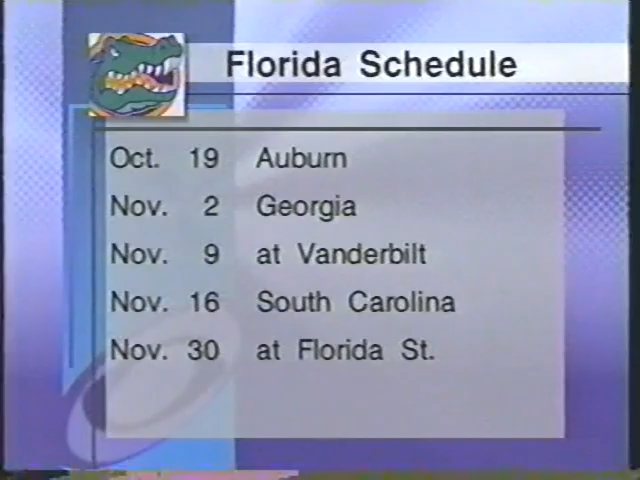 Florida Schedule
Oct. 19 Auburn
Nov. 2 Georgia
Nov. 9 at Vanderbilt
Nov. 16 South Carolina
Nov. 30 at Florida St.